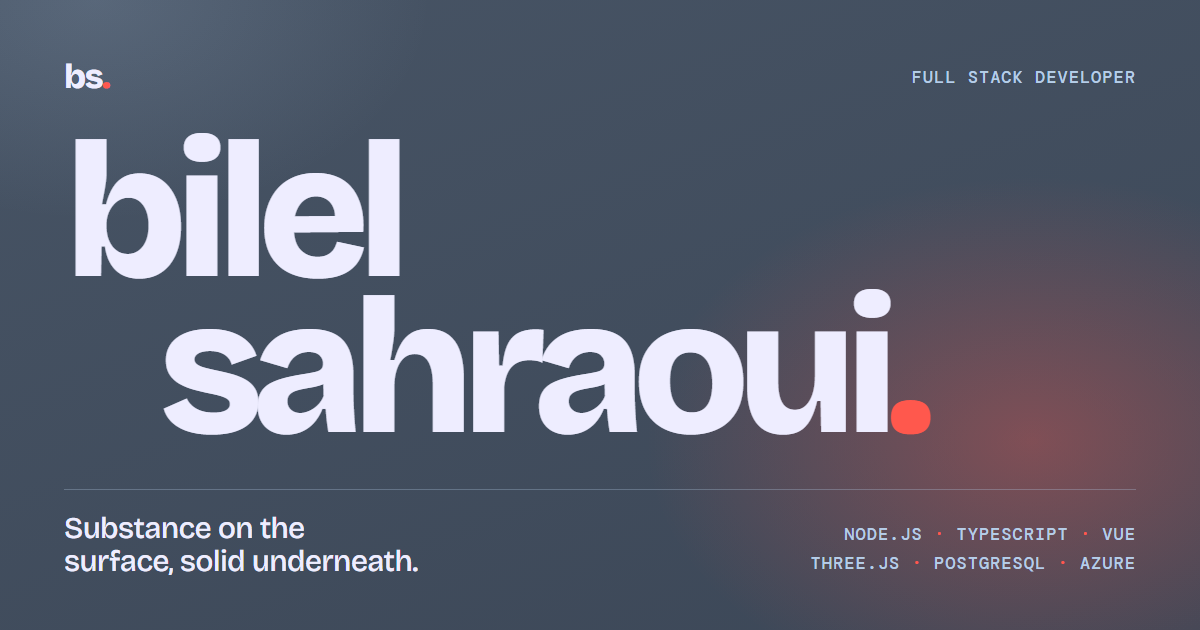 bs.
FULL STACK DEVELOPER
bilel
sahraoui.
Substance on the
surface, solid underneath.
NODE.JS · TYPESCRIPT · VUE
THREE.JS · POSTGRESQL · AZURE